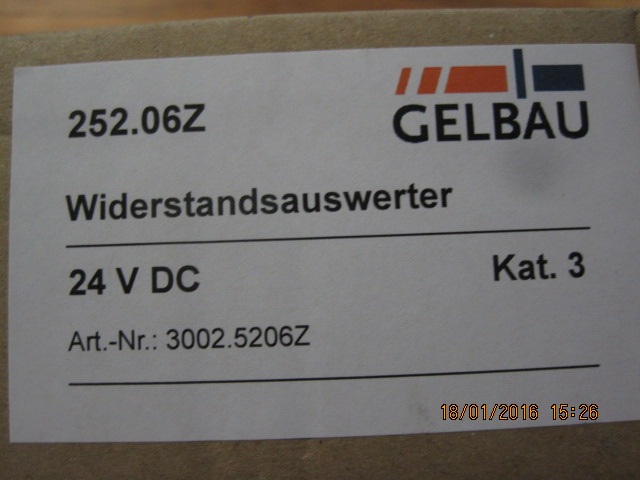 252.06Z
GELBAU
Widerstandsauswerter
24 V DC
Kat. 3
Art.-Nr.: 3002.5206Z
18/01/2016 15:26